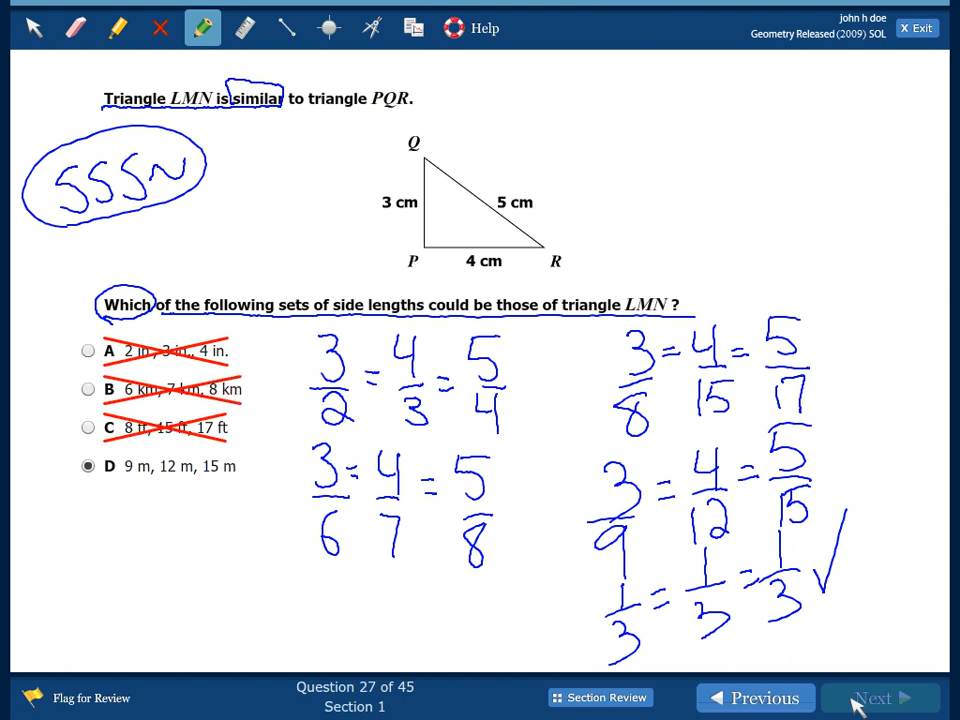 john h doe
Help
Geometry Released (2009) SOL
X Exit
Triangle LMN is similar to triangle PQR.
SSS~
Q
3 cm
5 cm
P
4 cm
R
Which of the following sets of side lengths could be those of triangle LMN ?
A 2 in., 3 in., 4 in.
B 6 km, 7 km, 8 km
C 8 ft, 15 ft, 17 ft
D 9 m, 12 m, 15 m
3/2 = 4/3 = 5/4
3/8 = 4/15 = 5/17
3/6 = 4/7 = 5/8
3/9 = 4/12 = 5/15
1/3 = 1/3 = 1/3 ✓
Flag for Review
Question 27 of 45
Section 1
Section Review
Previous
Next